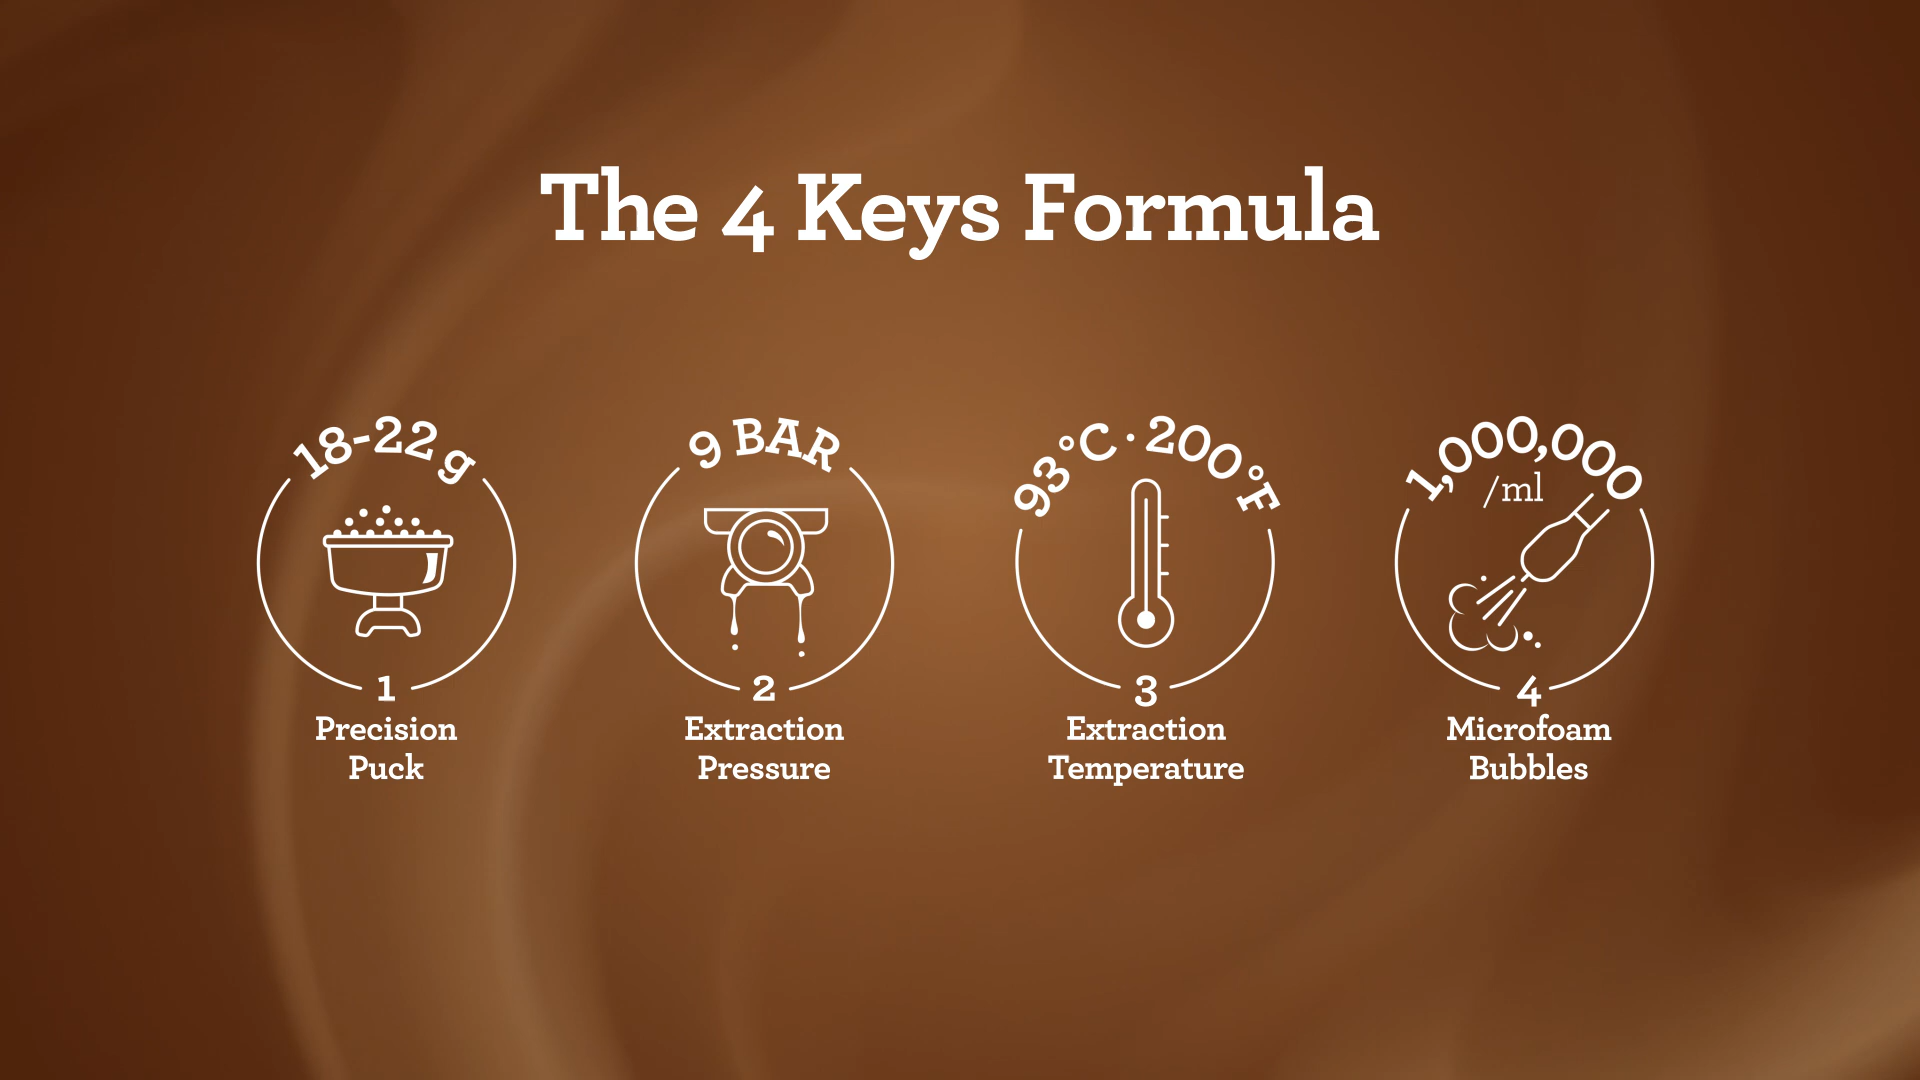 The 4 Keys Formula
18-22 g
1
Precision
Puck
9 BAR
2
Extraction
Pressure
93°C · 200°F
3
Extraction
Temperature
1,000,000
/ml
4
Microfoam
Bubbles